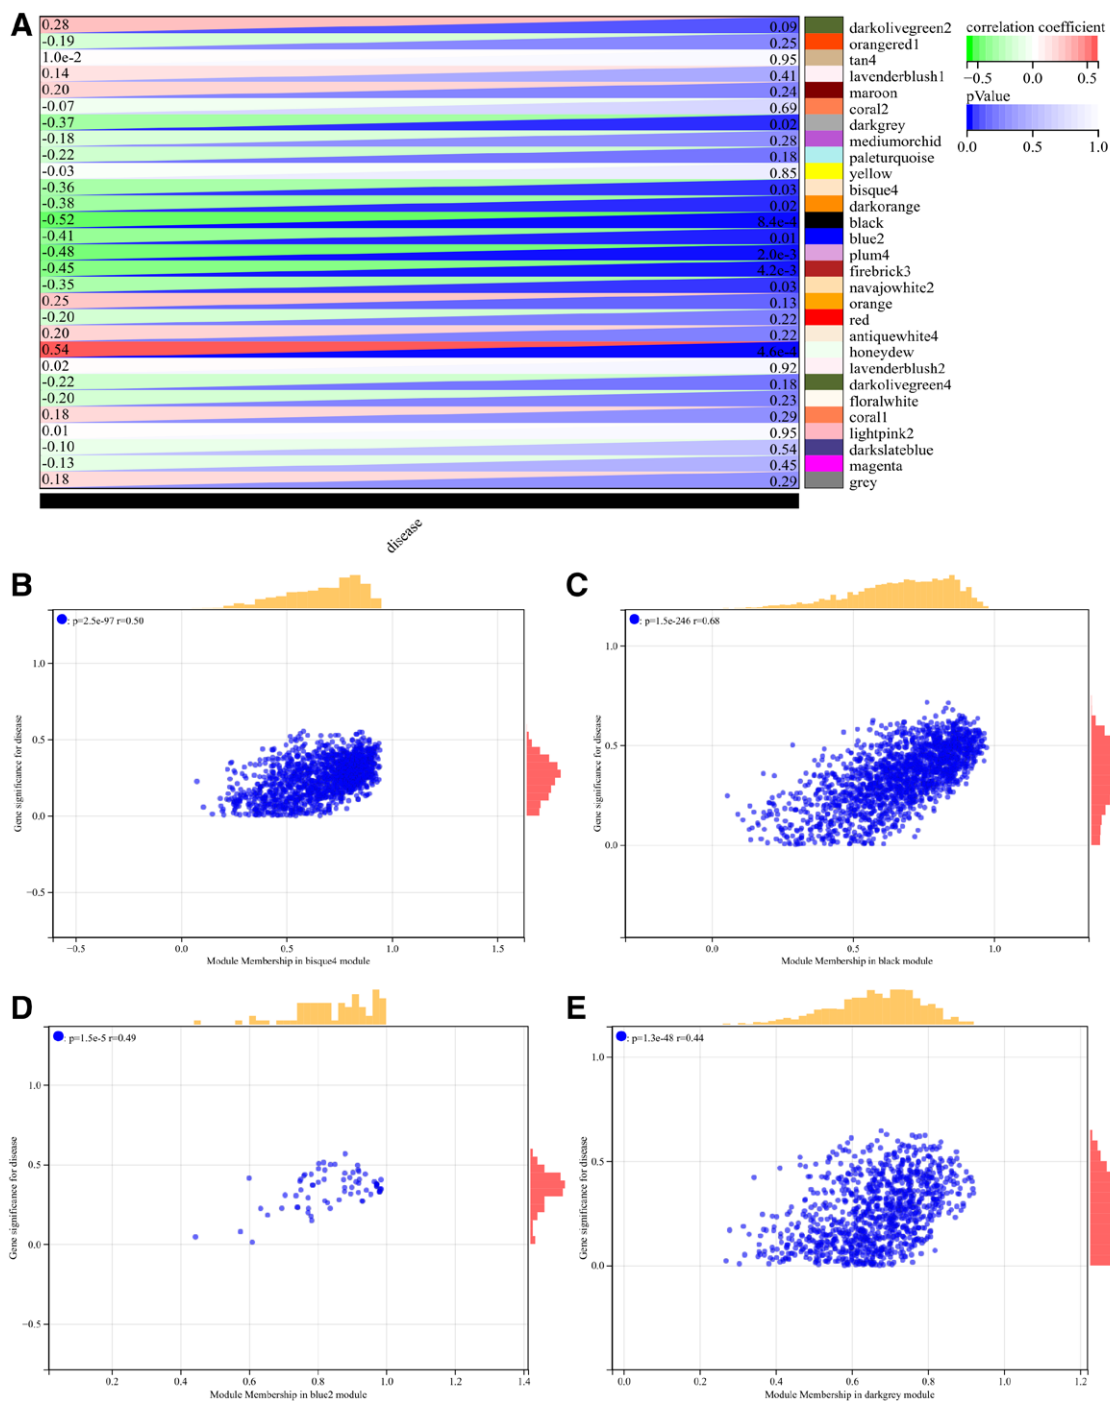 A
0.28 0.09 darkolivegreen2
-0.19 0.25 orangered1
1.0e-2 0.95 tan4
0.14 0.41 lavenderblush1
0.20 0.24 maroon
-0.07 0.69 coral2
-0.37 0.02 darkgrey
-0.18 0.28 mediumorchid
-0.22 0.18 paleturquoise
-0.03 0.85 yellow
-0.36 0.03 bisque4
-0.38 0.02 darkorange
-0.52 8.4e-4 black
-0.41 0.01 blue2
-0.48 2.0e-3 plum4
-0.45 4.2e-3 firebrick3
-0.35 0.03 navajowhite2
0.25 0.13 orange
-0.20 0.22 red
0.20 0.22 antiquewhite4
0.54 4.6e-4 honeydew
0.02 0.92 lavenderblush2
-0.22 0.18 darkolivegreen4
-0.20 0.23 floralwhite
0.18 0.29 coral1
0.01 0.95 lightpink2
-0.10 0.54 darkslateblue
-0.13 0.45 magenta
0.18 0.29 grey
disease
correlation coefficient
−0.5 0.0 0.5
pValue
0.0 0.5 1.0
B
: p=2.5e-97 r=0.50
Gene significance for disease
1.0
0.5
0.0
−0.5
−0.5 0.0 0.5 1.0 1.5
Module Membership in bisque4 module
C
: p=1.5e-246 r=0.68
Gene significance for disease
1.0
0.5
0.0
0.0 0.5 1.0
Module Membership in black module
D
: p=1.5e-5 r=0.49
Gene significance for disease
1.0
0.5
0.0
−0.5
0.2 0.4 0.6 0.8 1.0 1.2 1.4
Module Membership in blue2 module
E
: p=1.3e-48 r=0.44
Gene significance for disease
1.0
0.5
0.0
0.0 0.2 0.4 0.6 0.8 1.0 1.2
Module Membership in darkgrey module